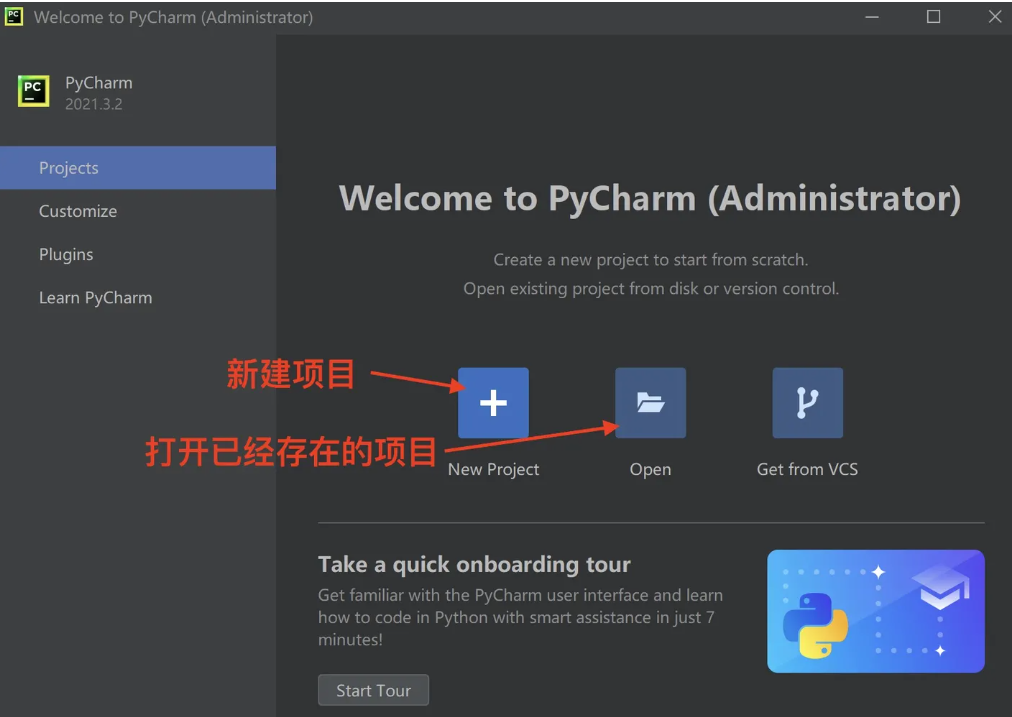 Welcome to PyCharm (Administrator)
PC
PyCharm
2021.3.2
Projects
Customize
Plugins
Learn PyCharm
Welcome to PyCharm (Administrator)
Create a new project to start from scratch.
Open existing project from disk or version control.
新建项目
打开已经存在的项目
New Project
Open
Get from VCS
Take a quick onboarding tour
Get familiar with the PyCharm user interface and learn
how to code in Python with smart assistance in just 7
minutes!
Start Tour